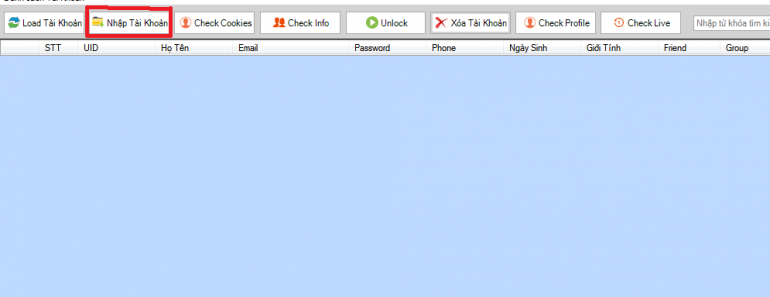 Load Tài Khoản Nhập Tài Khoản Check Cookies Check Info Unlock Xóa Tài Khoản Check Profile Check Live Nhập từ khóa tìm ki
STT UID Họ Tên Email Password Phone Ngày Sinh Giới Tính Friend Group